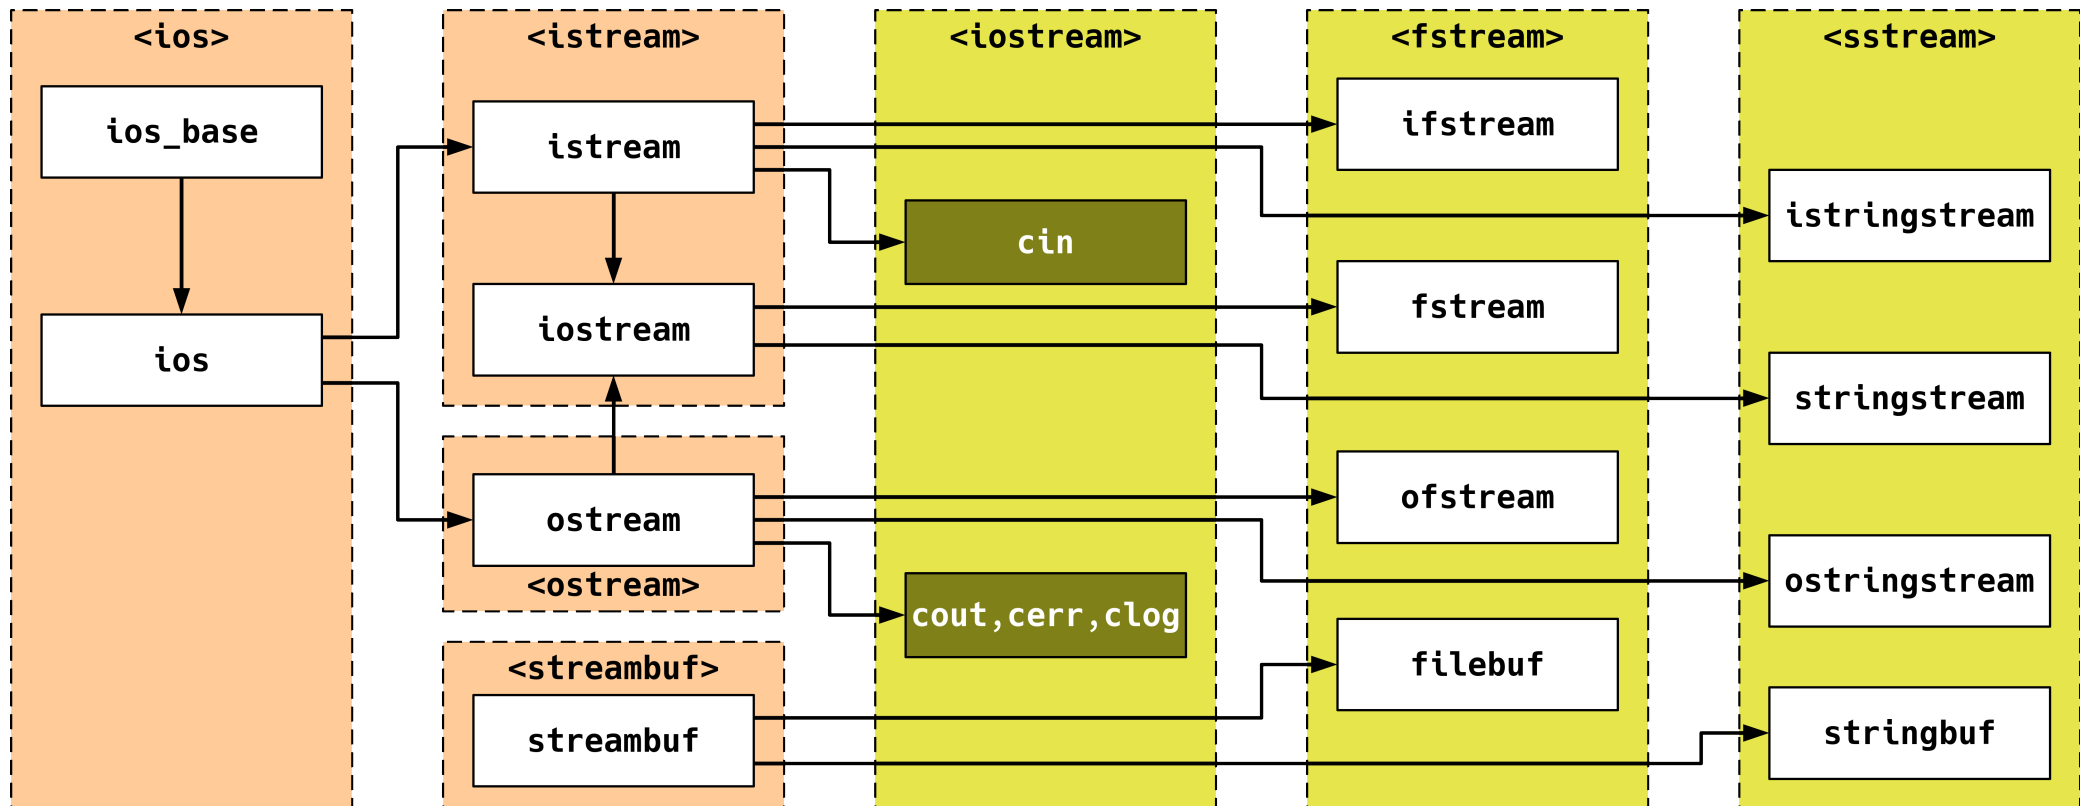 <ios>
ios_base
ios
<istream>
istream
iostream
ostream
<ostream>
<streambuf>
streambuf
<iostream>
cin
cout,cerr,clog
<fstream>
ifstream
fstream
ofstream
filebuf
<sstream>
istringstream
stringstream
ostringstream
stringbuf